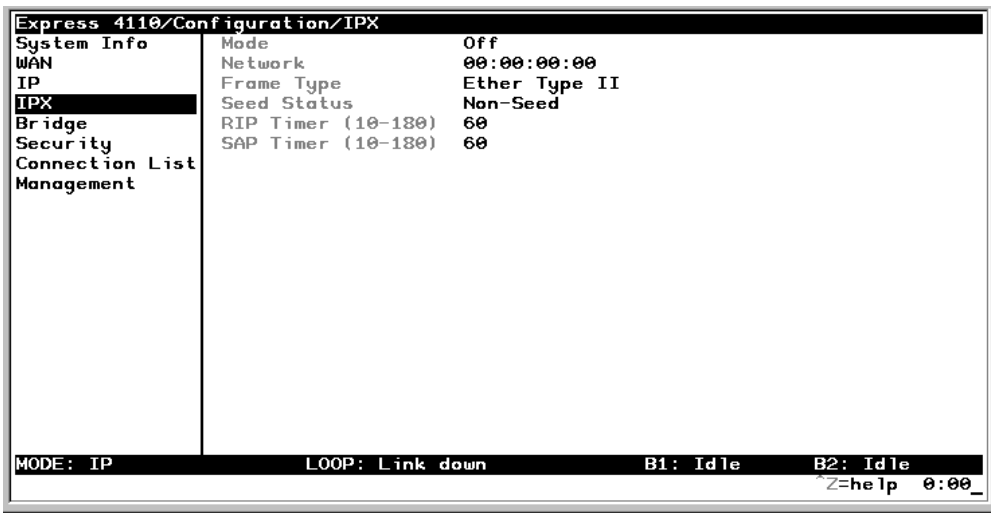 Express 4110/Configuration/IPX
System Info Mode Off
WAN Network 00:00:00:00
IP Frame Type Ether Type II
IPX Seed Status Non-Seed
Bridge RIP Timer (10-180) 60
Security SAP Timer (10-180) 60
Connection List
Management
MODE: IP LOOP: Link down B1: Idle B2: Idle
^Z=help 0:00_